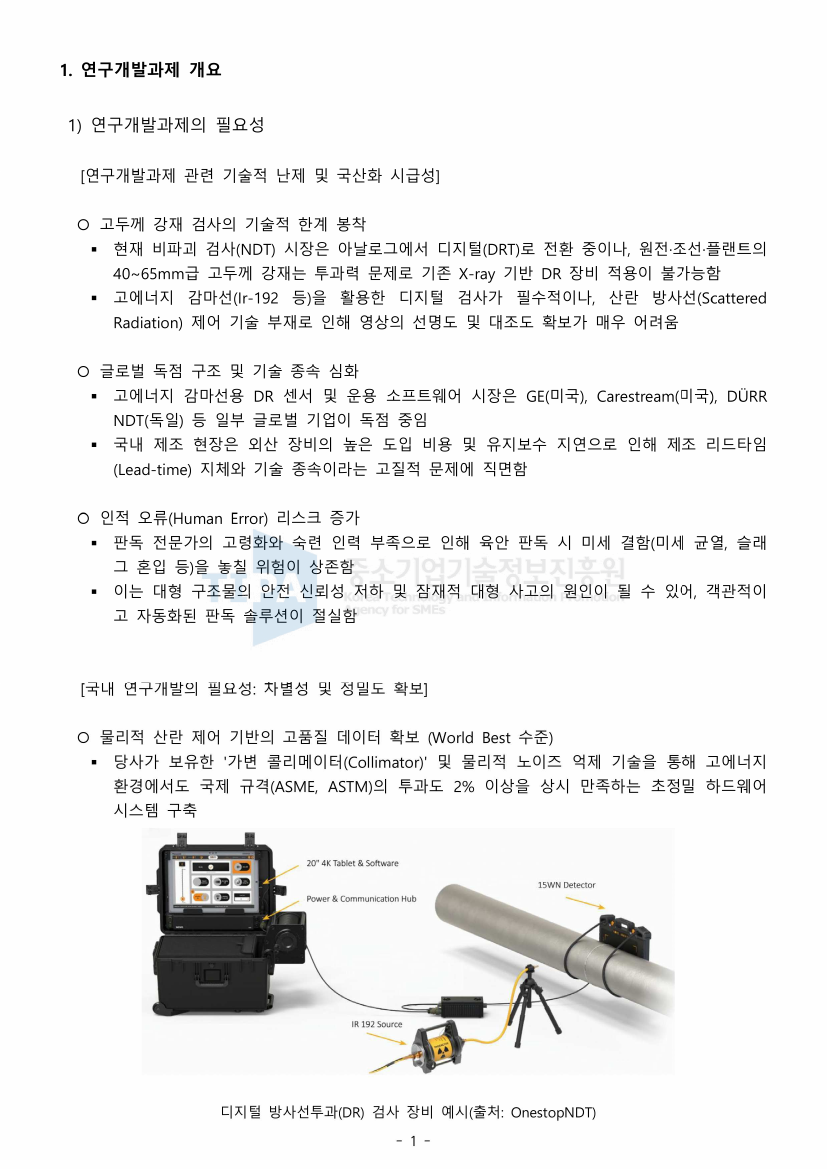 1. 연구개발과제 개요
1) 연구개발과제의 필요성
[연구개발과제 관련 기술적 난제 및 국산화 시급성]
○ 고두께 강재 검사의 기술적 한계 봉착
▪ 현재 비파괴 검사(NDT) 시장은 아날로그에서 디지털(DRT)로 전환 중이나, 원전·조선·플랜트의
40~65mm급 고두께 강재는 투과력 문제로 기존 X-ray 기반 DR 장비 적용이 불가능함
▪ 고에너지 감마선(Ir-192 등)을 활용한 디지털 검사가 필수적이나, 산란 방사선(Scattered
Radiation) 제어 기술 부재로 인해 영상의 선명도 및 대조도 확보가 매우 어려움
○ 글로벌 독점 구조 및 기술 종속 심화
▪ 고에너지 감마선용 DR 센서 및 운용 소프트웨어 시장은 GE(미국), Carestream(미국), DÜRR
NDT(독일) 등 일부 글로벌 기업이 독점 중임
▪ 국내 제조 현장은 외산 장비의 높은 도입 비용 및 유지보수 지연으로 인해 제조 리드타임
(Lead-time) 지체와 기술 종속이라는 고질적 문제에 직면함
○ 인적 오류(Human Error) 리스크 증가
▪ 판독 전문가의 고령화와 숙련 인력 부족으로 인해 육안 판독 시 미세 결함(미세 균열, 슬래
그 혼입 등)을 놓칠 위험이 상존함
▪ 이는 대형 구조물의 안전 신뢰성 저하 및 잠재적 대형 사고의 원인이 될 수 있어, 객관적이
고 자동화된 판독 솔루션이 절실함
TIPA 중소기업기술정보진흥원
Korea Technology and Information Promotion
Agency for SMEs
[국내 연구개발의 필요성: 차별성 및 정밀도 확보]
○ 물리적 산란 제어 기반의 고품질 데이터 확보 (World Best 수준)
▪ 당사가 보유한 '가변 콜리메이터(Collimator)' 및 물리적 노이즈 억제 기술을 통해 고에너지
환경에서도 국제 규격(ASME, ASTM)의 투과도 2% 이상을 상시 만족하는 초정밀 하드웨어
시스템 구축
20" 4K Tablet & Software
Power & Communication Hub
15WN Detector
IR 192 Source
디지털 방사선투과(DR) 검사 장비 예시(출처: OnestopNDT)
- 1 -